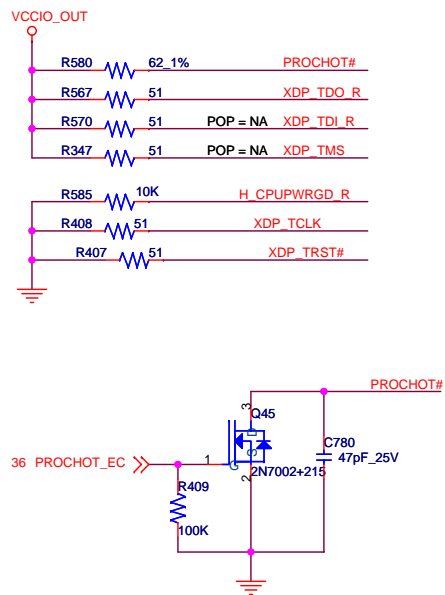 VCCIO_OUT
R580 62_1% PROCHOT#
R567 51 XDP_TDO_R
R570 51 POP = NA XDP_TDI_R
R347 51 POP = NA XDP_TMS
R585 10K H_CPUPWRGD_R
R408 51 XDP_TCLK
R407 51 XDP_TRST#
PROCHOT#
3 Q45
D
S
G
C780
47pF_25V
36 PROCHOT_EC 1
2 2N7002+215
R409
100K